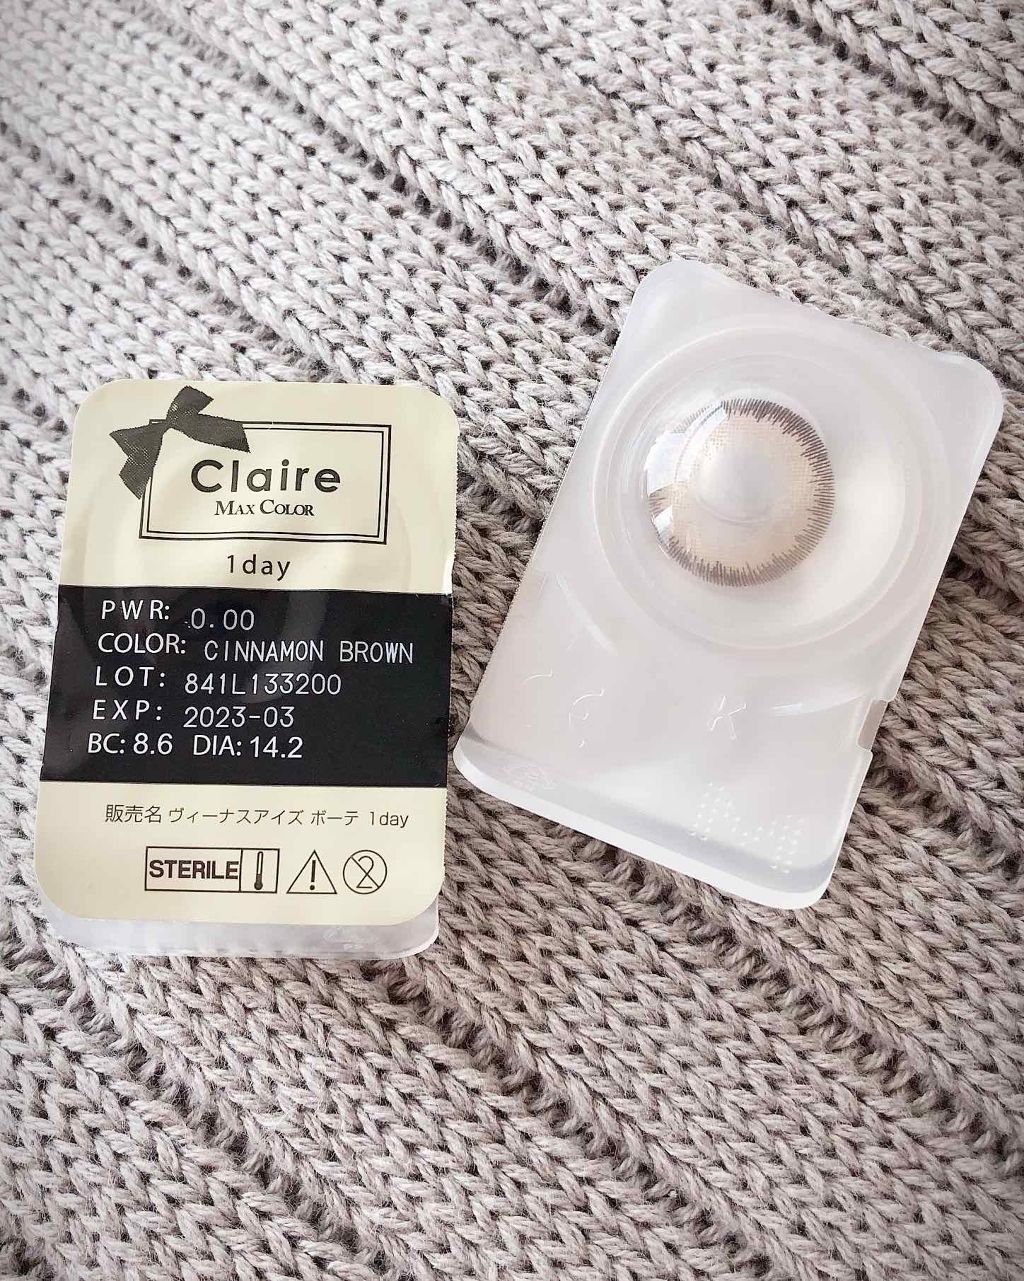 Claire
MAX COLOR
1day
PWR: 0.00
COLOR: CINNAMON BROWN
LOT: 841L133200
EXP: 2023-03
BC: 8.6 DIA: 14.2
販売名 ヴィーナスアイズ ボーテ 1day
STERILE
2
K